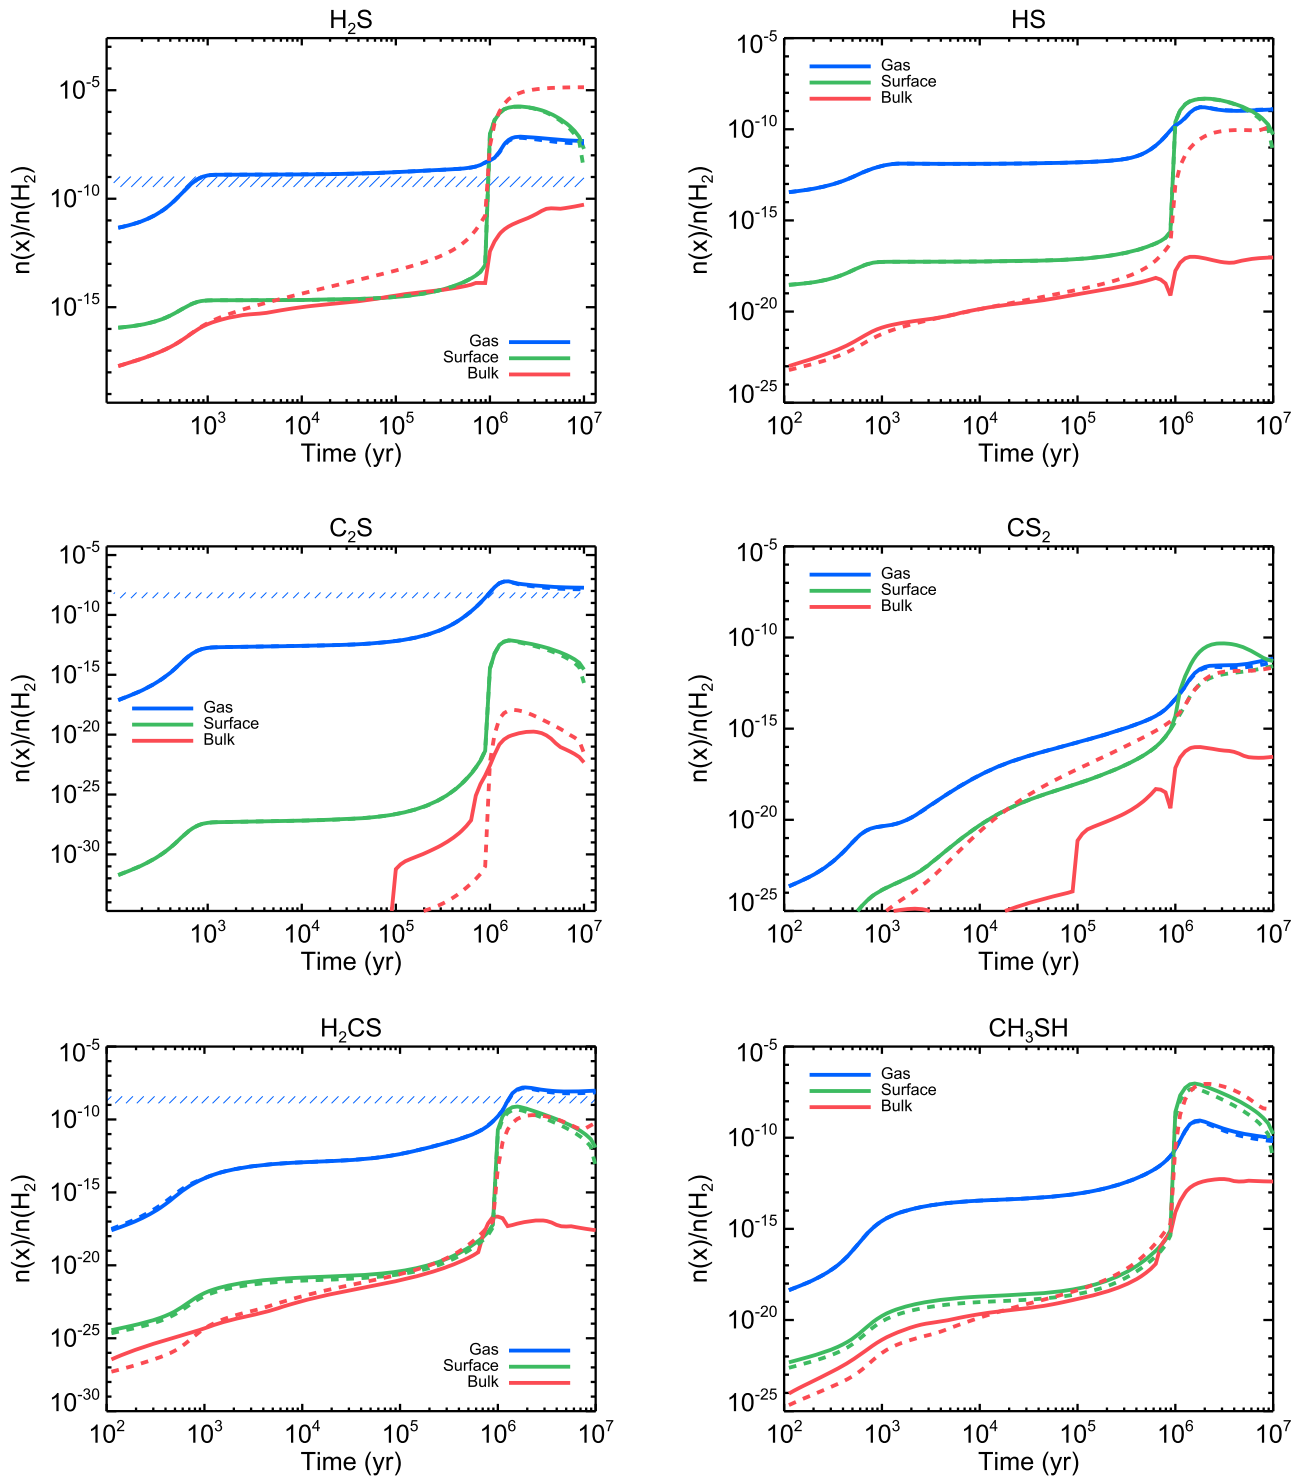 H₂S
n(x)/n(H₂)
10⁻⁵
10⁻¹⁰
10⁻¹⁵
Gas
Surface
Bulk
10³ 10⁴ 10⁵ 10⁶ 10⁷
Time (yr)
HS
n(x)/n(H₂)
10⁻⁵
Gas
Surface
Bulk
10⁻¹⁰
10⁻¹⁵
10⁻²⁰
10⁻²⁵
10² 10³ 10⁴ 10⁵ 10⁶ 10⁷
Time (yr)
C₂S
n(x)/n(H₂)
10⁻⁵
10⁻¹⁰
10⁻¹⁵
Gas
Surface
Bulk
10⁻²⁰
10⁻²⁵
10⁻³⁰
10³ 10⁴ 10⁵ 10⁶ 10⁷
Time (yr)
CS₂
n(x)/n(H₂)
10⁻⁵
Gas
Surface
Bulk
10⁻¹⁰
10⁻¹⁵
10⁻²⁰
10⁻²⁵
10² 10³ 10⁴ 10⁵ 10⁶ 10⁷
Time (yr)
H₂CS
n(x)/n(H₂)
10⁻⁵
10⁻¹⁰
10⁻¹⁵
10⁻²⁰
10⁻²⁵
Gas
Surface
Bulk
10⁻³⁰
10² 10³ 10⁴ 10⁵ 10⁶ 10⁷
Time (yr)
CH₃SH
n(x)/n(H₂)
10⁻⁵
Gas
Surface
Bulk
10⁻¹⁰
10⁻¹⁵
10⁻²⁰
10⁻²⁵
10² 10³ 10⁴ 10⁵ 10⁶ 10⁷
Time (yr)